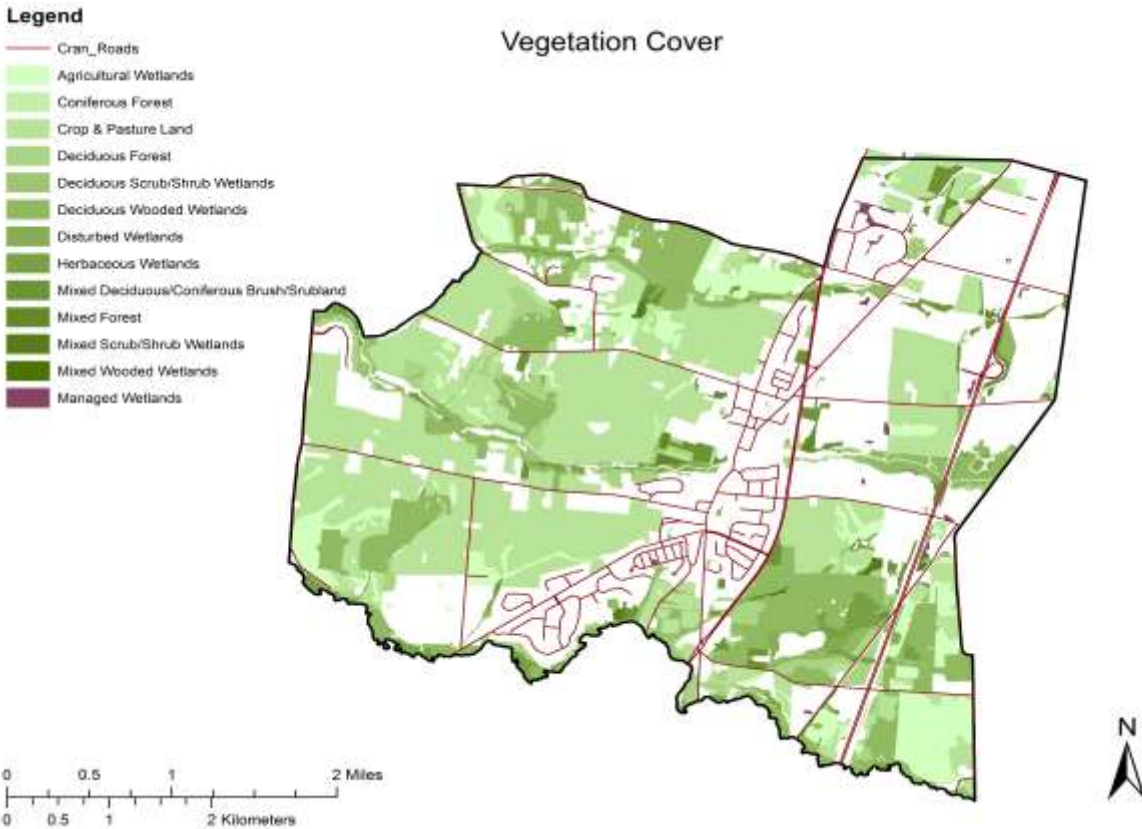 Legend
Vegetation Cover
Cran_Roads
Agricultural Wetlands
Coniferous Forest
Crop & Pasture Land
Deciduous Forest
Deciduous Scrub/Shrub Wetlands
Deciduous Wooded Wetlands
Disturbed Wetlands
Herbaceous Wetlands
Mixed Deciduous/Coniferous Brush/Srubland
Mixed Forest
Mixed Scrub/Shrub Wetlands
Mixed Wooded Wetlands
Managed Wetlands
N
0 0.5 1 2 Miles
0 0.5 1 2 Kilometers